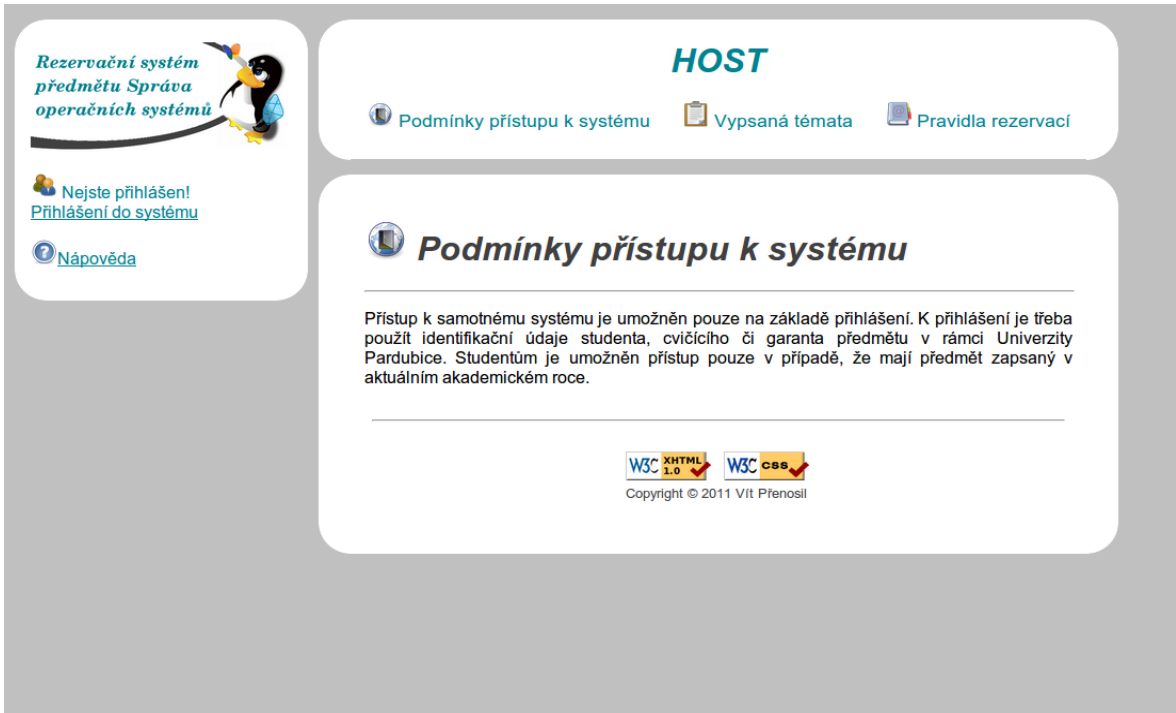 Rezervační systém
předmětu Správa
operačních systémů
Nejste přihlášen!
Přihlášení do systému
Nápověda
HOST
Podmínky přístupu k systému Vypsaná témata Pravidla rezervací
Podmínky přístupu k systému
Přístup k samotnému systému je umožněn pouze na základě přihlášení. K přihlášení je třeba
použít identifikační údaje studenta, cvičícího či garanta předmětu v rámci Univerzity
Pardubice. Studentům je umožněn přístup pouze v případě, že mají předmět zapsaný v
aktuálním akademickém roce.
W3C XHTML 1.0 W3C css
Copyright © 2011 Vít Přenosil